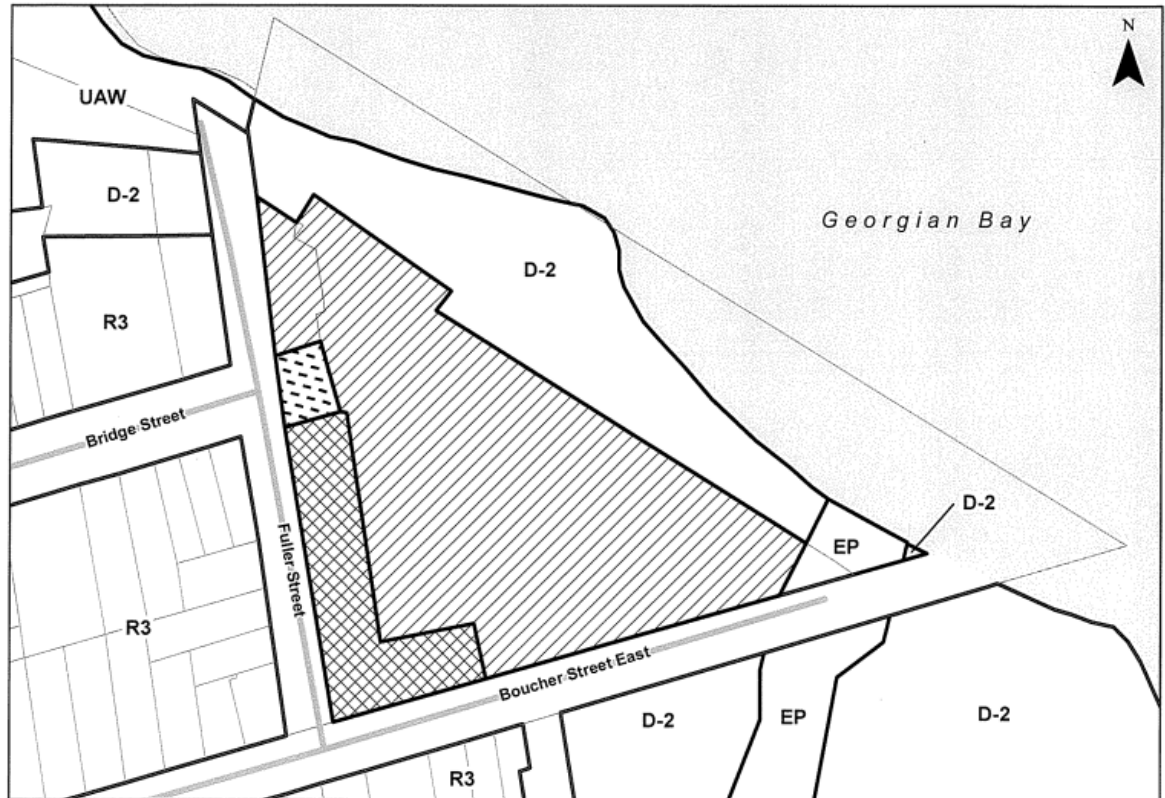 N
UAW
D-2
Georgian Bay
D-2
R3
Bridge Street
D-2
EP
Fuller Street
R3
Boucher Street East
D-2
EP
D-2
R3